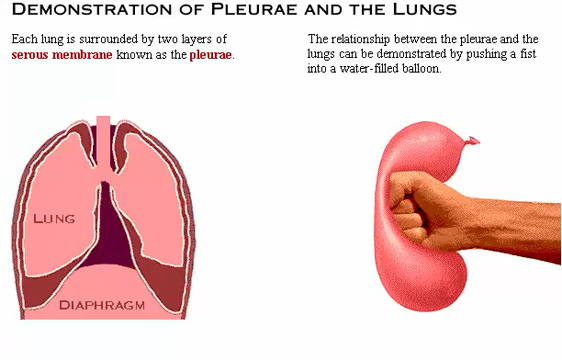 Demonstration of Pleurae and the Lungs
Each lung is surrounded by two layers of
serous membrane known as the pleurae.
The relationship between the pleurae and the
lungs can be demonstrated by pushing a fist
into a water-filled balloon.
Lung
Diaphragm